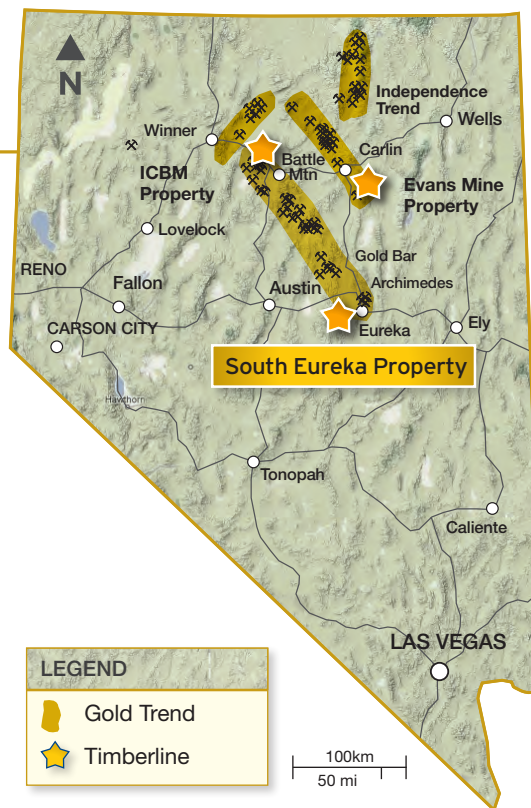 N
Independence
Trend
Wells
Winner
Carlin
Battle
Mtn
ICBM
Property
Evans Mine
Property
Lovelock
Gold Bar
RENO
Fallon
Austin
Archimedes
CARSON CITY
Eureka
Ely
South Eureka Property
Hawthorn
Tonopah
Caliente
LAS VEGAS
LEGEND
Gold Trend
Timberline
100km
50 mi